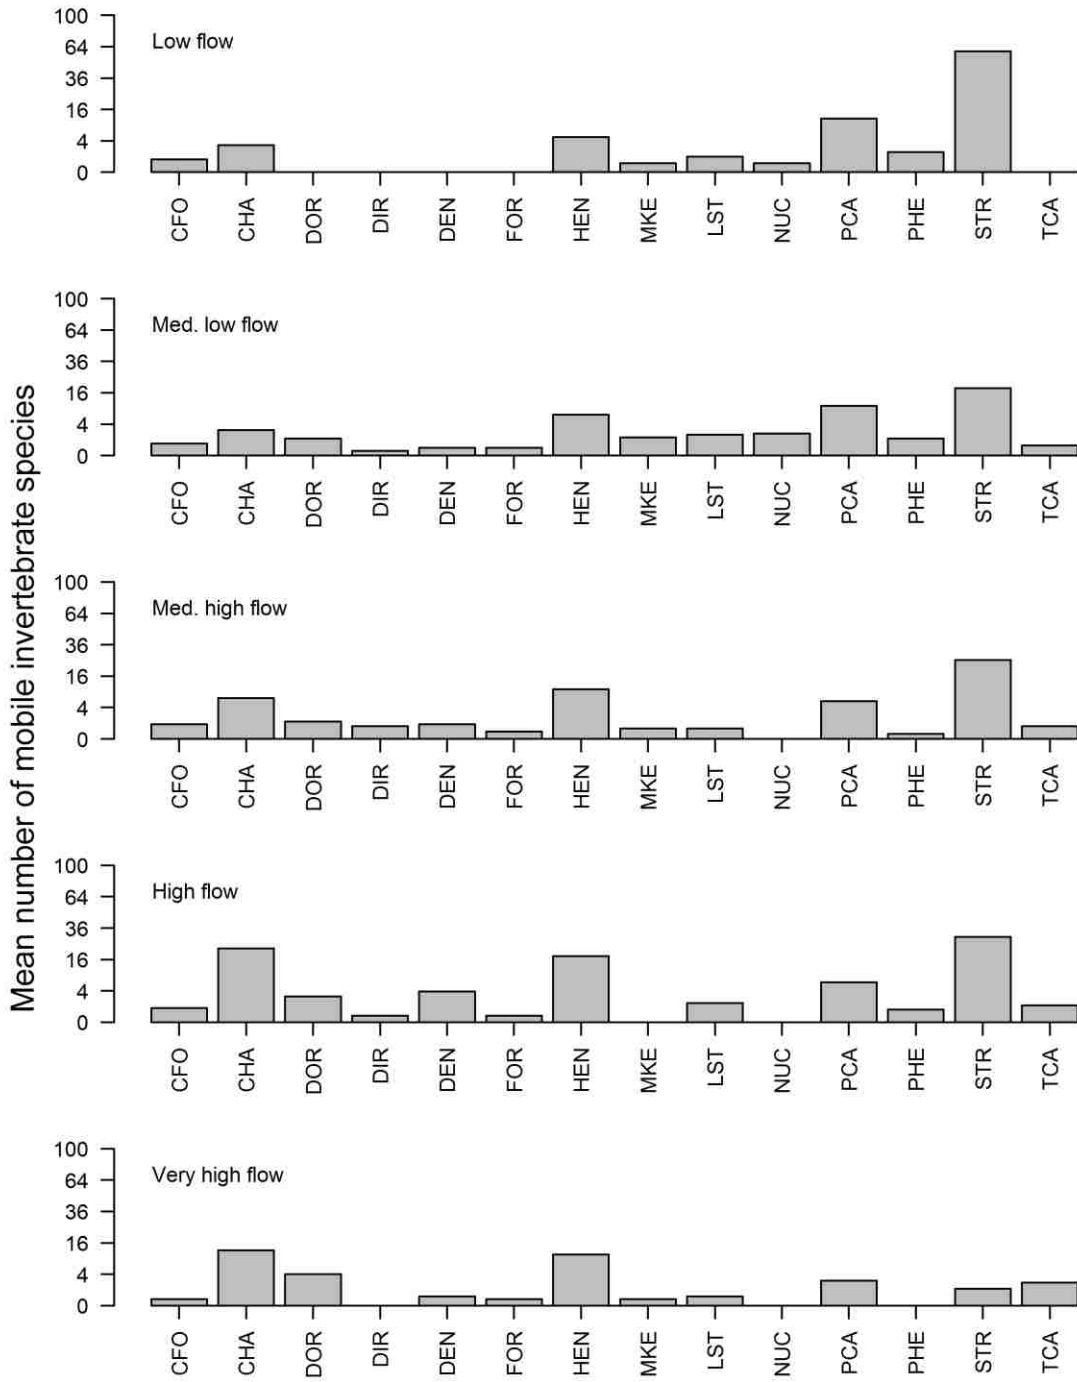 Mean number of mobile invertebrate species
Low flow
100
64
36
16
4
0
CFO CHA DOR DIR DEN FOR HEN MKE LST NUC PCA PHE STR TCA
Med. low flow
100
64
36
16
4
0
CFO CHA DOR DIR DEN FOR HEN MKE LST NUC PCA PHE STR TCA
Med. high flow
100
64
36
16
4
0
CFO CHA DOR DIR DEN FOR HEN MKE LST NUC PCA PHE STR TCA
High flow
100
64
36
16
4
0
CFO CHA DOR DIR DEN FOR HEN MKE LST NUC PCA PHE STR TCA
Very high flow
100
64
36
16
4
0
CFO CHA DOR DIR DEN FOR HEN MKE LST NUC PCA PHE STR TCA